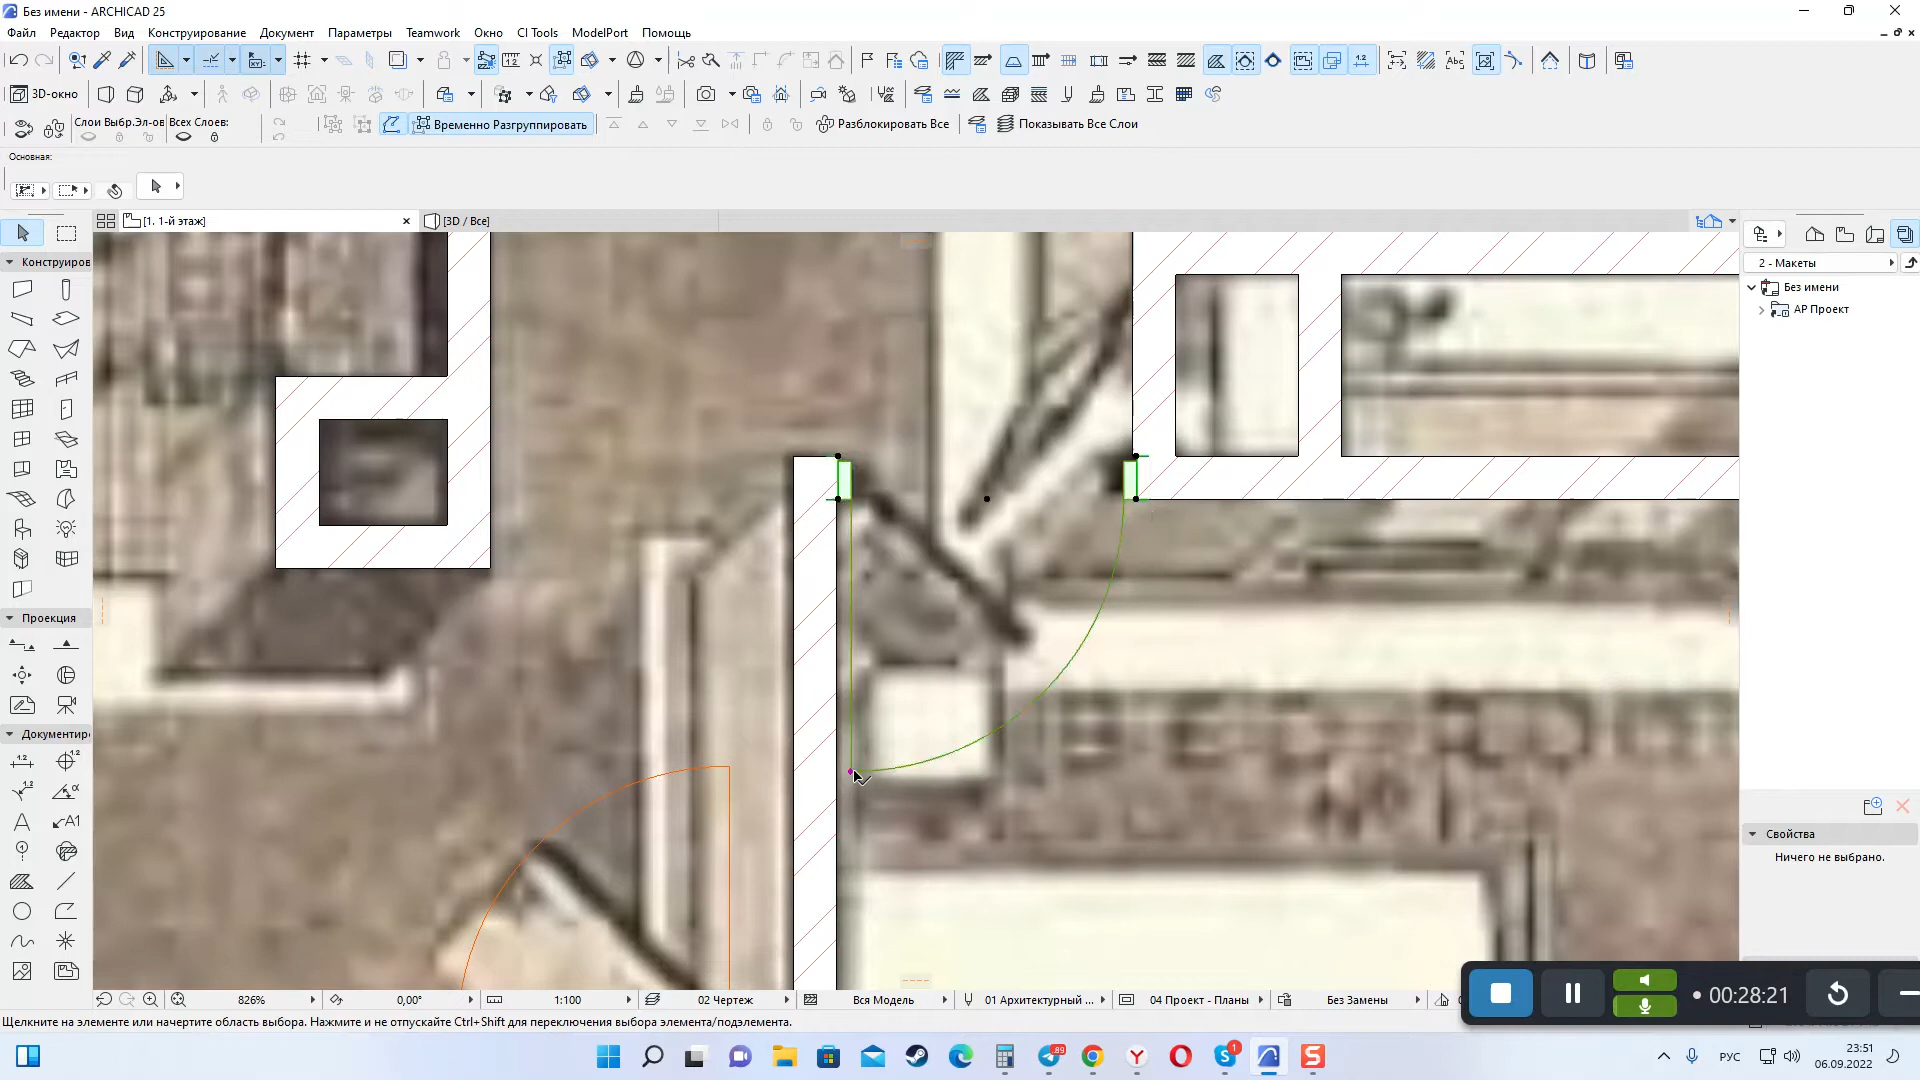 Без имени - ARCHICAD 25
Файл Редактор Вид Конструирование Документ Параметры Teamwork Окно CI Tools ModelPort Помощь
3D-окно
Слои Выбр.Эл-ов Всех Слоев:
Временно Разгруппировать
Разблокировать Все
Показывать Все Слои
Основная:
[1. 1-й этаж]
[3D / Все]
Конструиров
2 - Макеты
Без имени
АР Проект
Проекция
Документир
Свойства
Ничего не выбрано.
826% 0,00° 1:100 02 Чертеж Вся Модель 01 Архитектурный ... 04 Проект - Планы Без Замены
00:28:21
Щелкните на элементе или начертите область выбора. Нажмите и не отпускайте Ctrl+Shift для переключения выбора элемента/подэлемента.
РУС
23:51
06.09.2022